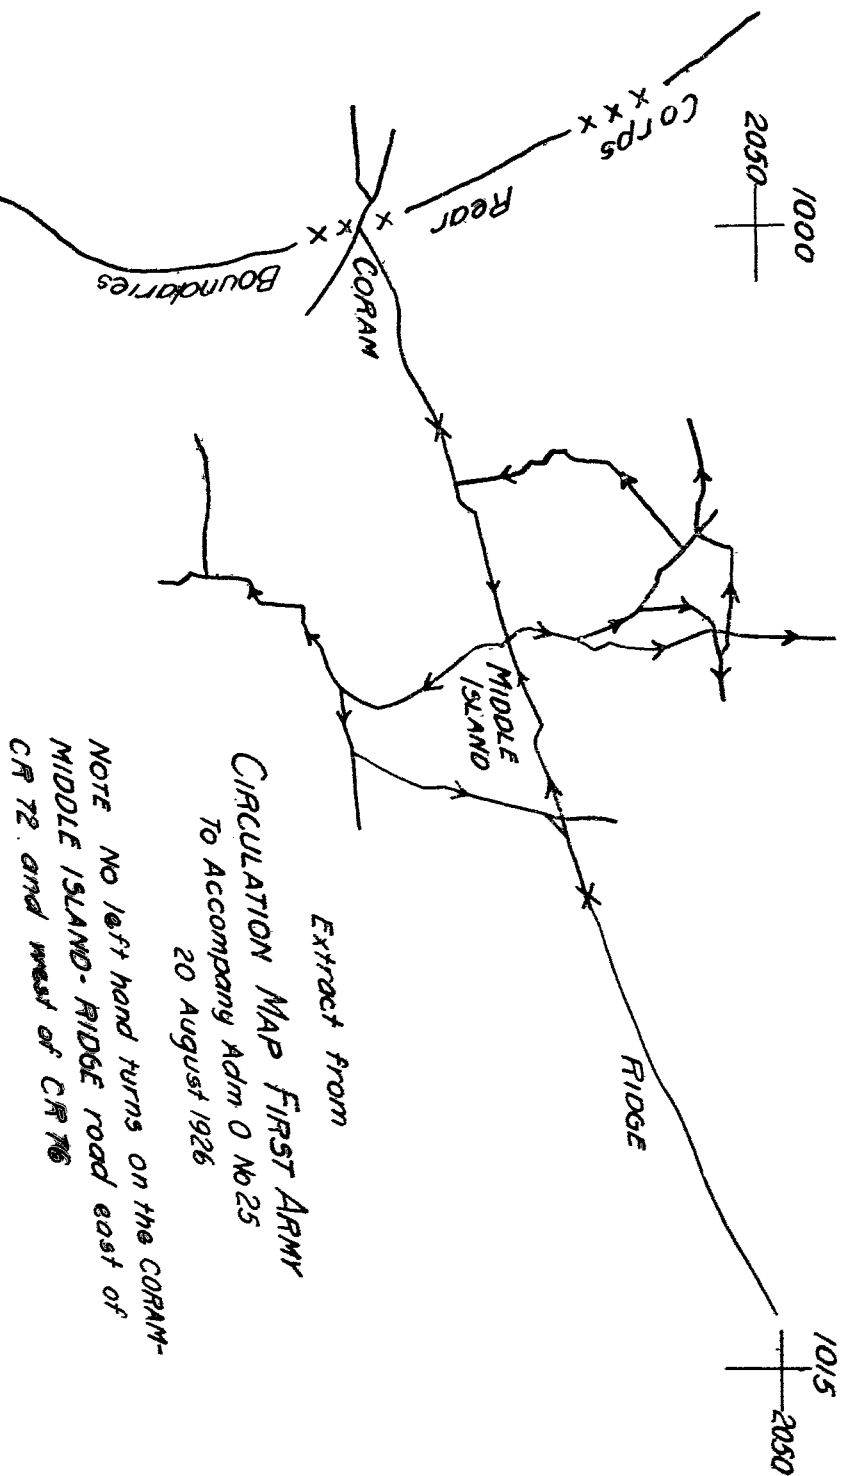 1000
2050
1015
2050
Corps
Rear
Boundaries
CORAM
MIDDLE
ISLAND
RIDGE
Extract from
CIRCULATION MAP FIRST ARMY
To Accompany Adm O No 25
20 August 1926
NOTE No left hand turns on the CORAM-
MIDDLE ISLAND-RIDGE road east of
CR 72 and west of CR 76